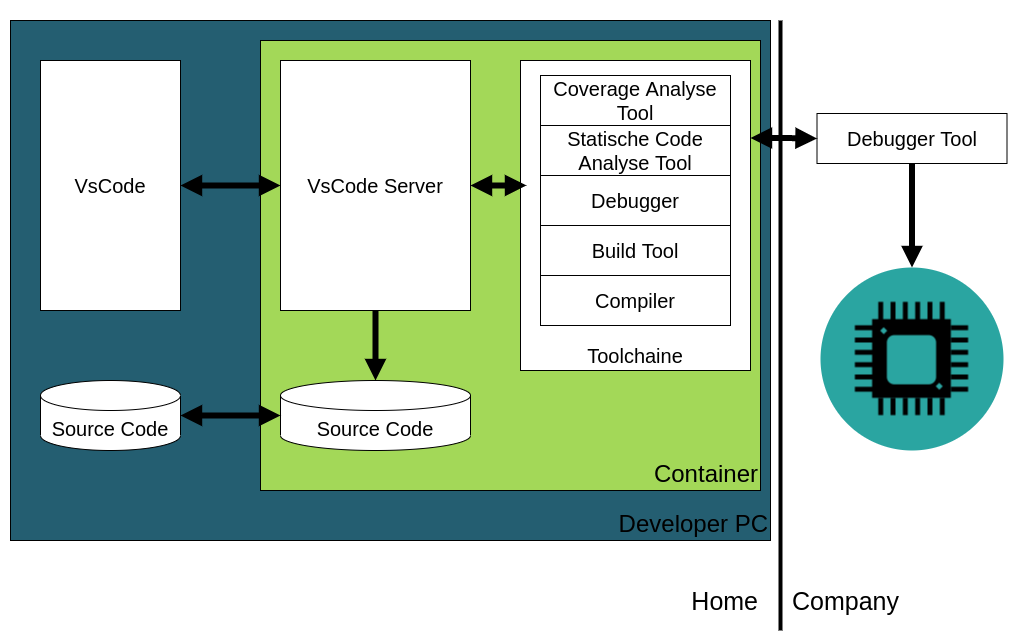 VsCode
VsCode Server
Coverage Analyse
Tool
Statische Code
Analyse Tool
Debugger
Build Tool
Compiler
Toolchaine
Debugger Tool
Source Code
Source Code
Container
Developer PC
Home
Company